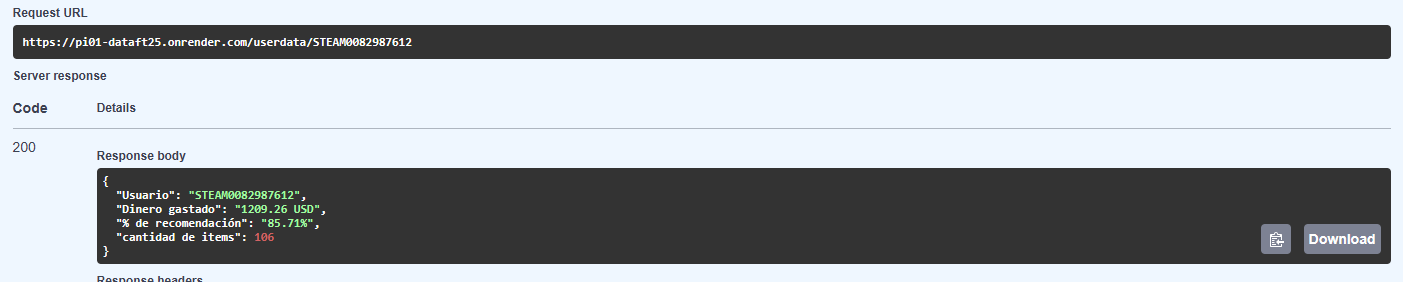 Request URL
https://pi01-dataft25.onrender.com/userdata/STEAM0082987612
Server response
Code Details
200
Response body
{
  "Usuario": "STEAM0082987612",
  "Dinero gastado": "1209.26 USD",
  "% de recomendación": "85.71%",
  "cantidad de items": 106
}
Download
Response headers